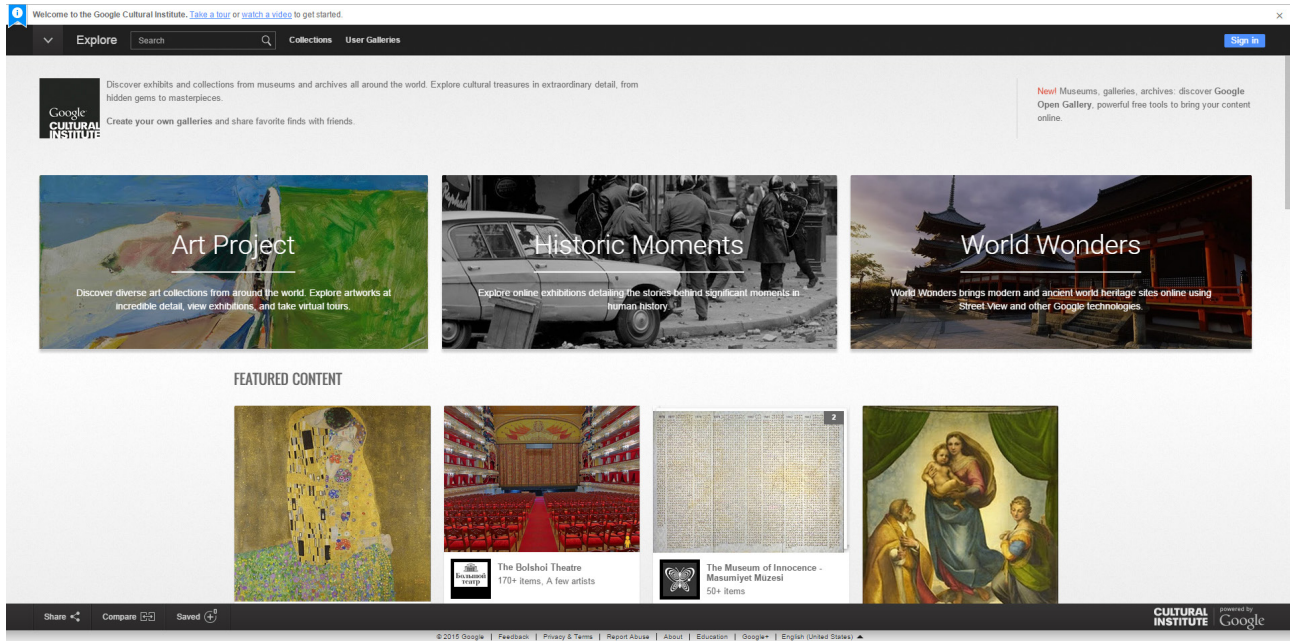 Welcome to the Google Cultural Institute. Take a tour or watch a video to get started.
Explore
Search
Collections
User Galleries
Sign in
Google
CULTURAL
INSTITUTE
Discover exhibits and collections from museums and archives all around the world. Explore cultural treasures in extraordinary detail, from
hidden gems to masterpieces.
Create your own galleries and share favorite finds with friends.
New! Museums, galleries, archives: discover Google
Open Gallery, powerful free tools to bring your content
online.
Art Project
Discover diverse art collections from around the world. Explore artworks at
incredible detail, view exhibitions, and take virtual tours.
Historic Moments
Explore online exhibitions detailing the stories behind significant moments in
human history.
World Wonders
World Wonders brings modern and ancient world heritage sites online using
Street View and other Google technologies.
FEATURED CONTENT
2
Большой
театр
The Bolshoi Theatre
170+ items, A few artists
The Museum of Innocence -
Masumiyet Müzesi
50+ items
Share
Compare
Saved
0
CULTURAL
INSTITUTE
powered by
Google
© 2015 Google | Feedback | Privacy & Terms | Report Abuse | About | Education | Google+ | English (United States)